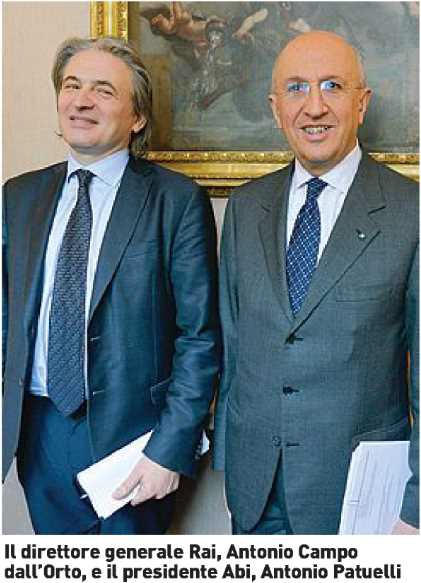 Il direttore generale Rai, Antonio Campo
dall'Orto, e il presidente Abi, Antonio Patuelli